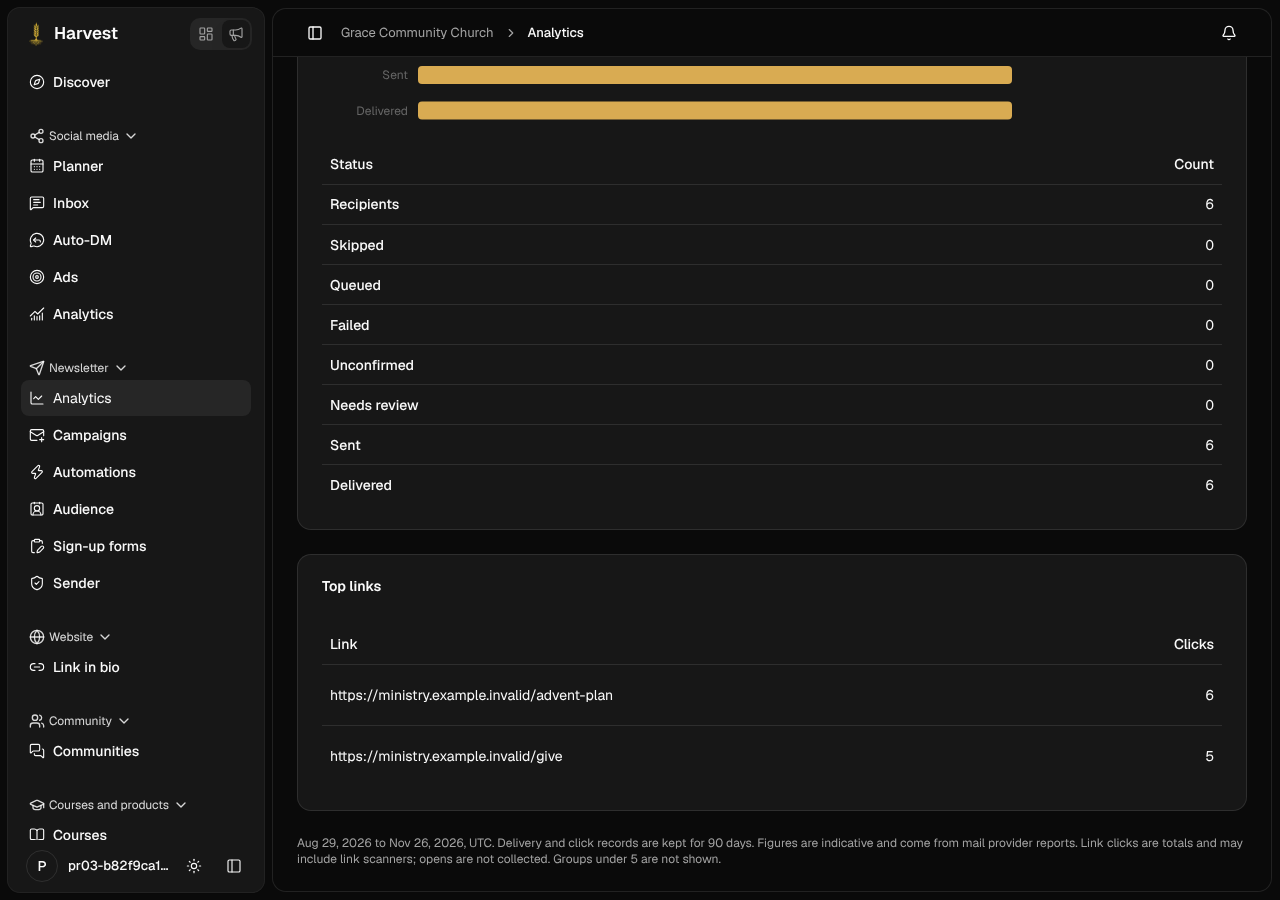 Harvest
Grace Community Church > Analytics
Discover
Social media
Planner
Inbox
Auto-DM
Ads
Analytics
Newsletter
Analytics
Campaigns
Automations
Audience
Sign-up forms
Sender
Website
Link in bio
Community
Communities
Courses and products
Courses
P pr03-b82f9ca1...
Sent
Delivered
Status Count
Recipients 6
Skipped 0
Queued 0
Failed 0
Unconfirmed 0
Needs review 0
Sent 6
Delivered 6
Top links
Link Clicks
https://ministry.example.invalid/advent-plan 6
https://ministry.example.invalid/give 5
Aug 29, 2026 to Nov 26, 2026, UTC. Delivery and click records are kept for 90 days. Figures are indicative and come from mail provider reports. Link clicks are totals and may
include link scanners; opens are not collected. Groups under 5 are not shown.